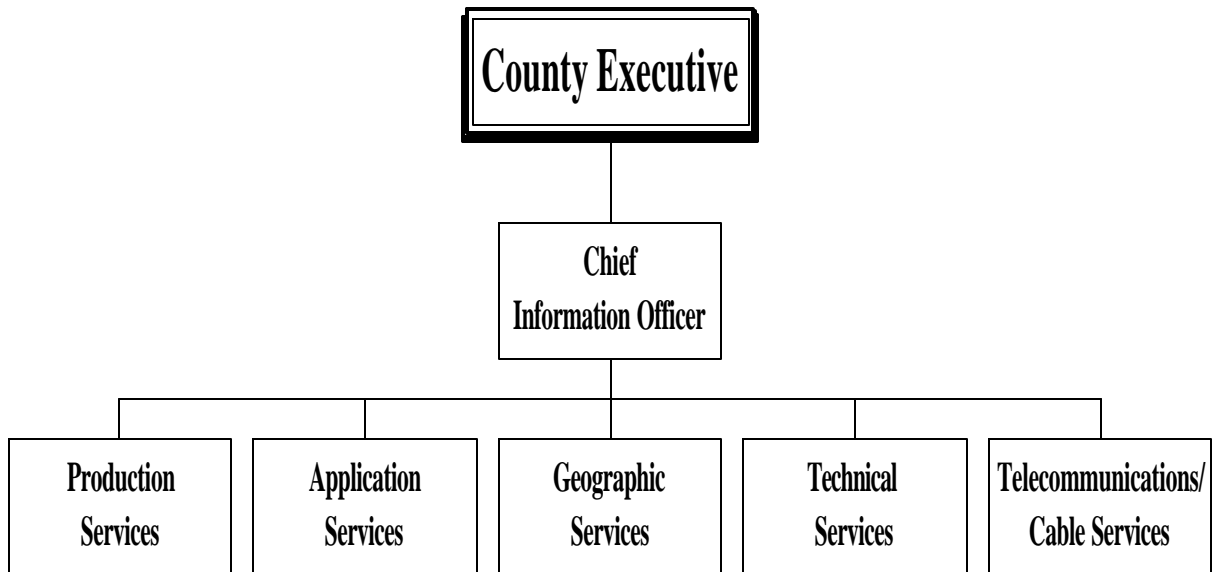 County Executive
Chief
Information Officer
Production
Services
Application
Services
Geographic
Services
Technical
Services
Telecommunications/
Cable Services